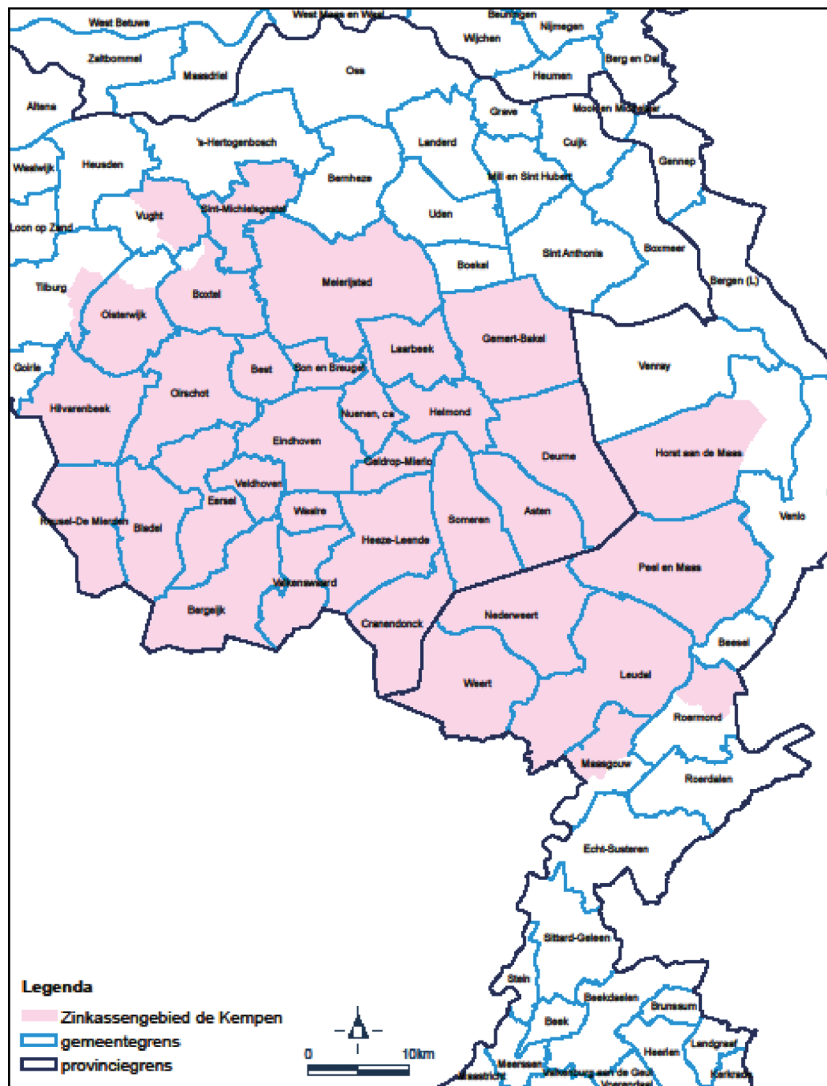 West Betuwe
West Maas en Waal
Beuningen
Nijmegen
Wijchen
Zaltbommel
Maasdriel
Oss
Heumen
Berg en Dal
Altena
Grave
Mook en Middelaar
's-Hertogenbosch
Landerd
Cuijk
Waalwijk
Heusden
Bernheze
Gennep
Mill en Sint Hubert
Vught
Sint-Michielsgestel
Uden
Loon op Zand
Sint Anthonis
Boxmeer
Boekel
Bergen (L)
Tilburg
Meierijstad
Boxtel
Oisterwijk
Gemert-Bakel
Laarbeek
Goirle
Best
Son en Breugel
Venray
Oirschot
Hilvarenbeek
Nuenen, ca
Helmond
Eindhoven
Deurne
Horst aan de Maas
Geldrop-Mierlo
Veldhoven
Eersel
Waalre
Asten
Venlo
Reusel-De Mierden
Bladel
Someren
Heeze-Leende
Peel en Maas
Valkenswaard
Bergeijk
Nederweert
Cranendonck
Beesel
Leudal
Weert
Roermond
Maasgouw
Roerdalen
Echt-Susteren
Sittard-Geleen
Stein
Beekdaelen
Brunssum
Beek
Landgraaf
Heerlen
Meerssen
Maastricht
Valkenburg aan de Geul
Kerkrade
Voerendaal
Legenda
Zinkassengebied de Kempen
gemeentegrens
provinciegrens
0 10km